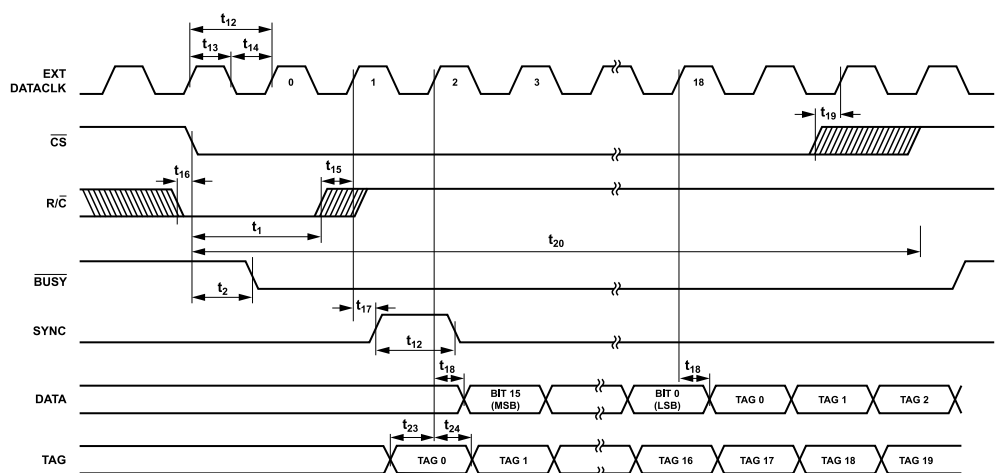 t12
t13 t14
EXT
DATACLK
0 1 2 3 18
t19
CS
t16 t15
R/C
t1
t20
BUSY
t2
t17
SYNC
t12
t18 t18
DATA
BIT 15
(MSB)
BIT 0
(LSB)
TAG 0 TAG 1 TAG 2
t23 t24
TAG
TAG 0 TAG 1 TAG 16 TAG 17 TAG 18 TAG 19